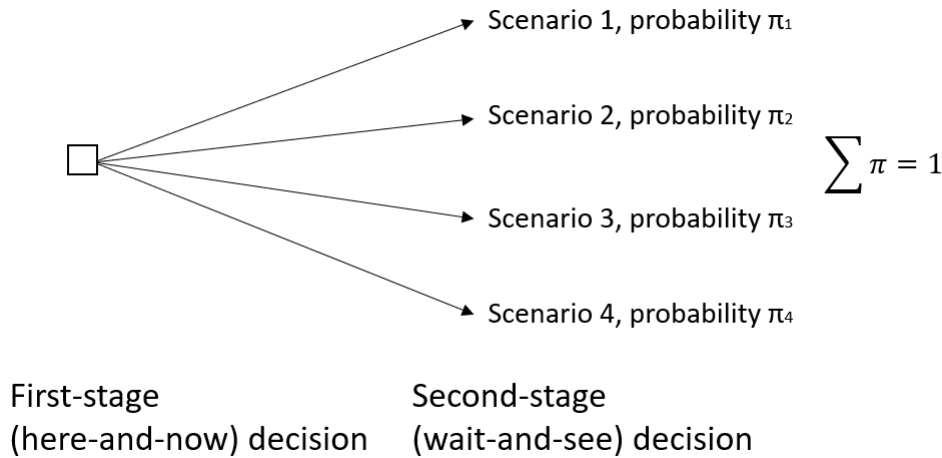 Scenario 1, probability π₁
Scenario 2, probability π₂
∑ π = 1
Scenario 3, probability π₃
Scenario 4, probability π₄
First-stage
(here-and-now) decision
Second-stage
(wait-and-see) decision